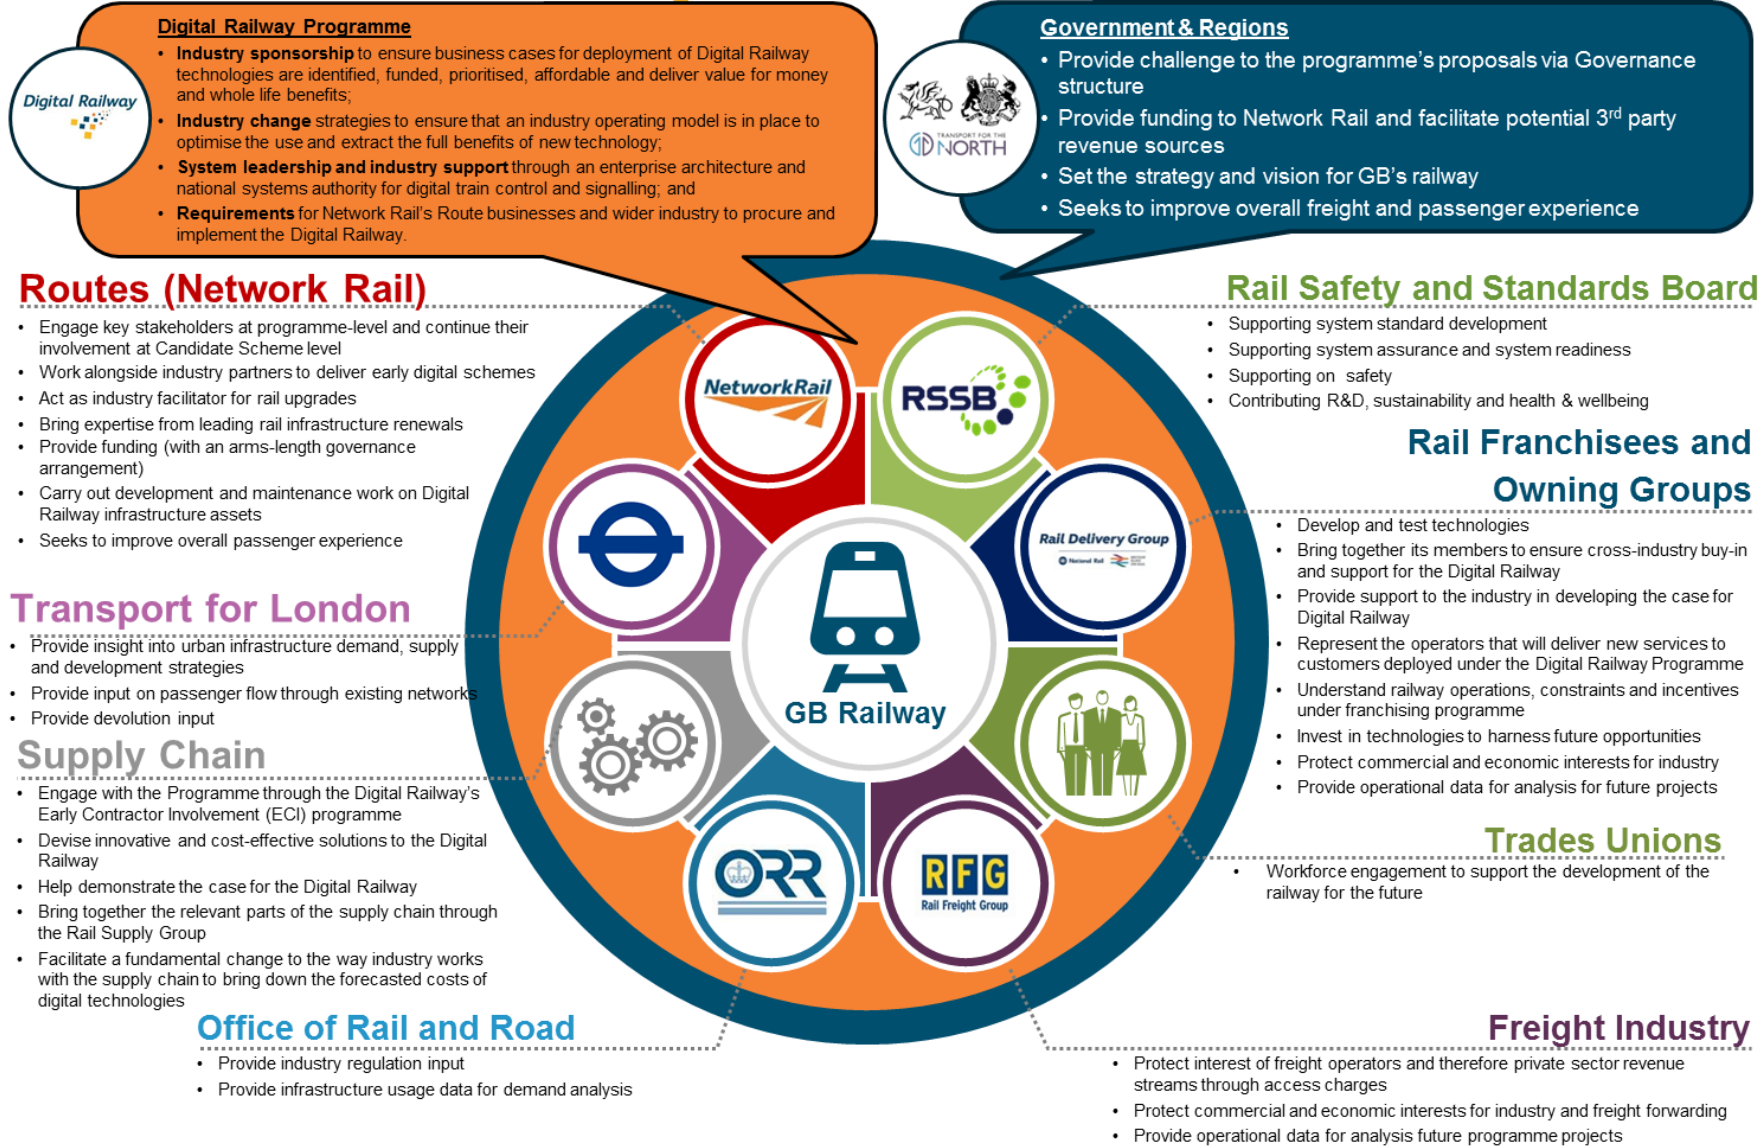 Digital Railway Programme
• Industry sponsorship to ensure business cases for deployment of Digital Railway
technologies are identified, funded, prioritised, affordable and deliver value for money
and whole life benefits;
• Industry change strategies to ensure that an industry operating model is in place to
optimise the use and extract the full benefits of new technology;
• System leadership and industry support through an enterprise architecture and
national systems authority for digital train control and signalling; and
• Requirements for Network Rail's Route businesses and wider industry to procure and
implement the Digital Railway.
Digital Railway
Government & Regions
• Provide challenge to the programme's proposals via Governance
structure
• Provide funding to Network Rail and facilitate potential 3rd party
revenue sources
• Set the strategy and vision for GB's railway
• Seeks to improve overall freight and passenger experience
TRANSPORT FOR THE
NORTH
Routes (Network Rail)
• Engage key stakeholders at programme-level and continue their
involvement at Candidate Scheme level
• Work alongside industry partners to deliver early digital schemes
• Act as industry facilitator for rail upgrades
• Bring expertise from leading rail infrastructure renewals
• Provide funding (with an arms-length governance
arrangement)
• Carry out development and maintenance work on Digital
Railway infrastructure assets
• Seeks to improve overall passenger experience
Transport for London
• Provide insight into urban infrastructure demand, supply
and development strategies
• Provide input on passenger flow through existing networks
• Provide devolution input
Supply Chain
• Engage with the Programme through the Digital Railway's
Early Contractor Involvement (ECI) programme
• Devise innovative and cost-effective solutions to the Digital
Railway
• Help demonstrate the case for the Digital Railway
• Bring together the relevant parts of the supply chain through
the Rail Supply Group
• Facilitate a fundamental change to the way industry works
with the supply chain to bring down the forecasted costs of
digital technologies
Office of Rail and Road
• Provide industry regulation input
• Provide infrastructure usage data for demand analysis
NetworkRail
RSSB
Rail Delivery Group
National Rail
GB Railway
ORR
RFG
Rail Freight Group
Rail Safety and Standards Board
• Supporting system standard development
• Supporting system assurance and system readiness
• Supporting on safety
• Contributing R&D, sustainability and health & wellbeing
Rail Franchisees and
Owning Groups
• Develop and test technologies
• Bring together its members to ensure cross-industry buy-in
and support for the Digital Railway
• Provide support to the industry in developing the case for
Digital Railway
• Represent the operators that will deliver new services to
customers deployed under the Digital Railway Programme
• Understand railway operations, constraints and incentives
under franchising programme
• Invest in technologies to harness future opportunities
• Protect commercial and economic interests for industry
• Provide operational data for analysis for future projects
Trades Unions
• Workforce engagement to support the development of the
railway for the future
Freight Industry
• Protect interest of freight operators and therefore private sector revenue
streams through access charges
• Protect commercial and economic interests for industry and freight forwarding
• Provide operational data for analysis future programme projects